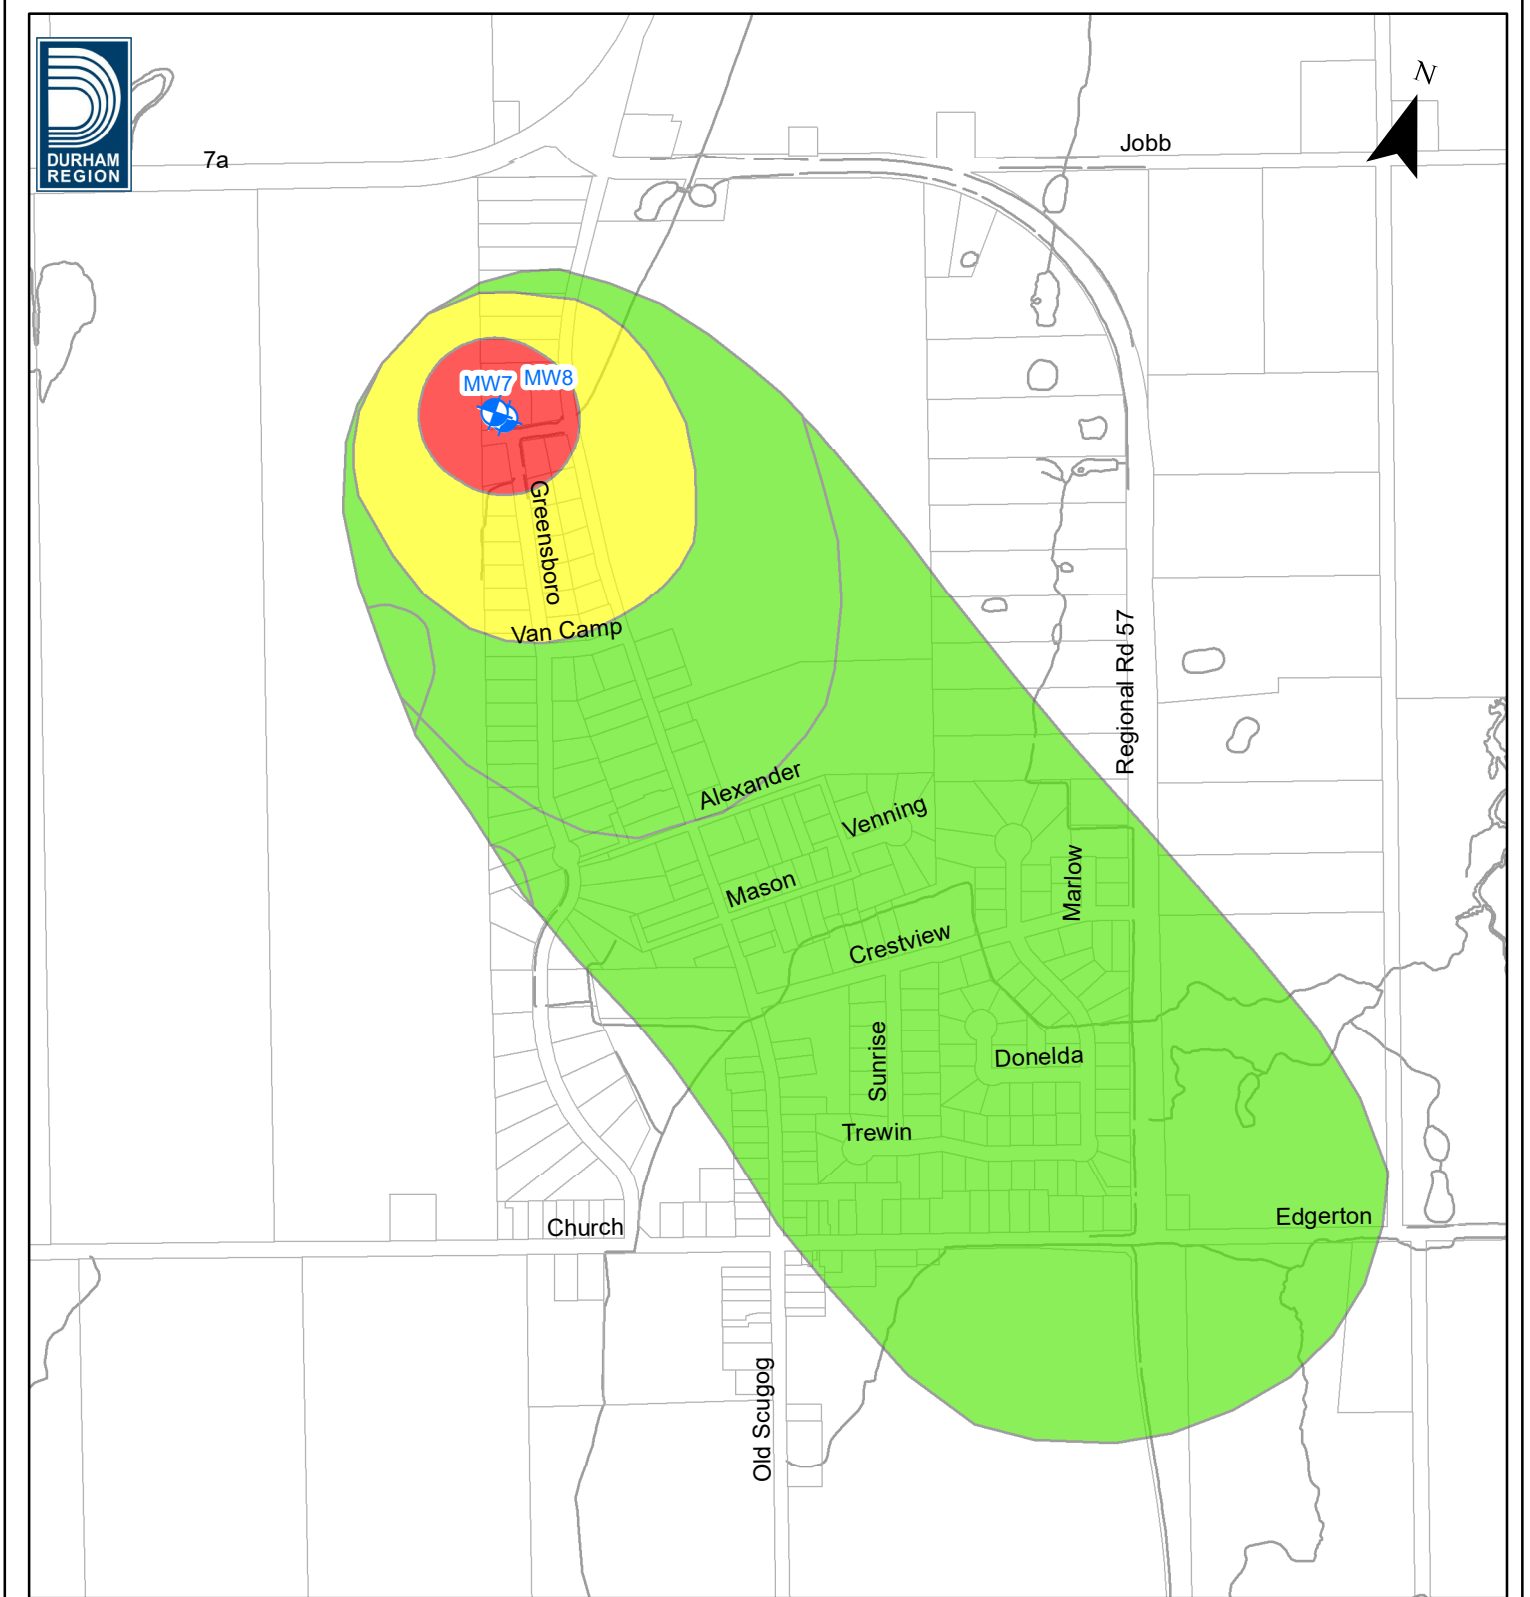 N
DURHAM
REGION
7a
Jobb
MW7
MW8
Greensboro
Van Camp
Regional Rd 57
Alexander
Venning
Mason
Marlow
Crestview
Sunrise
Donelda
Trewin
Church
Edgerton
Old Scugog